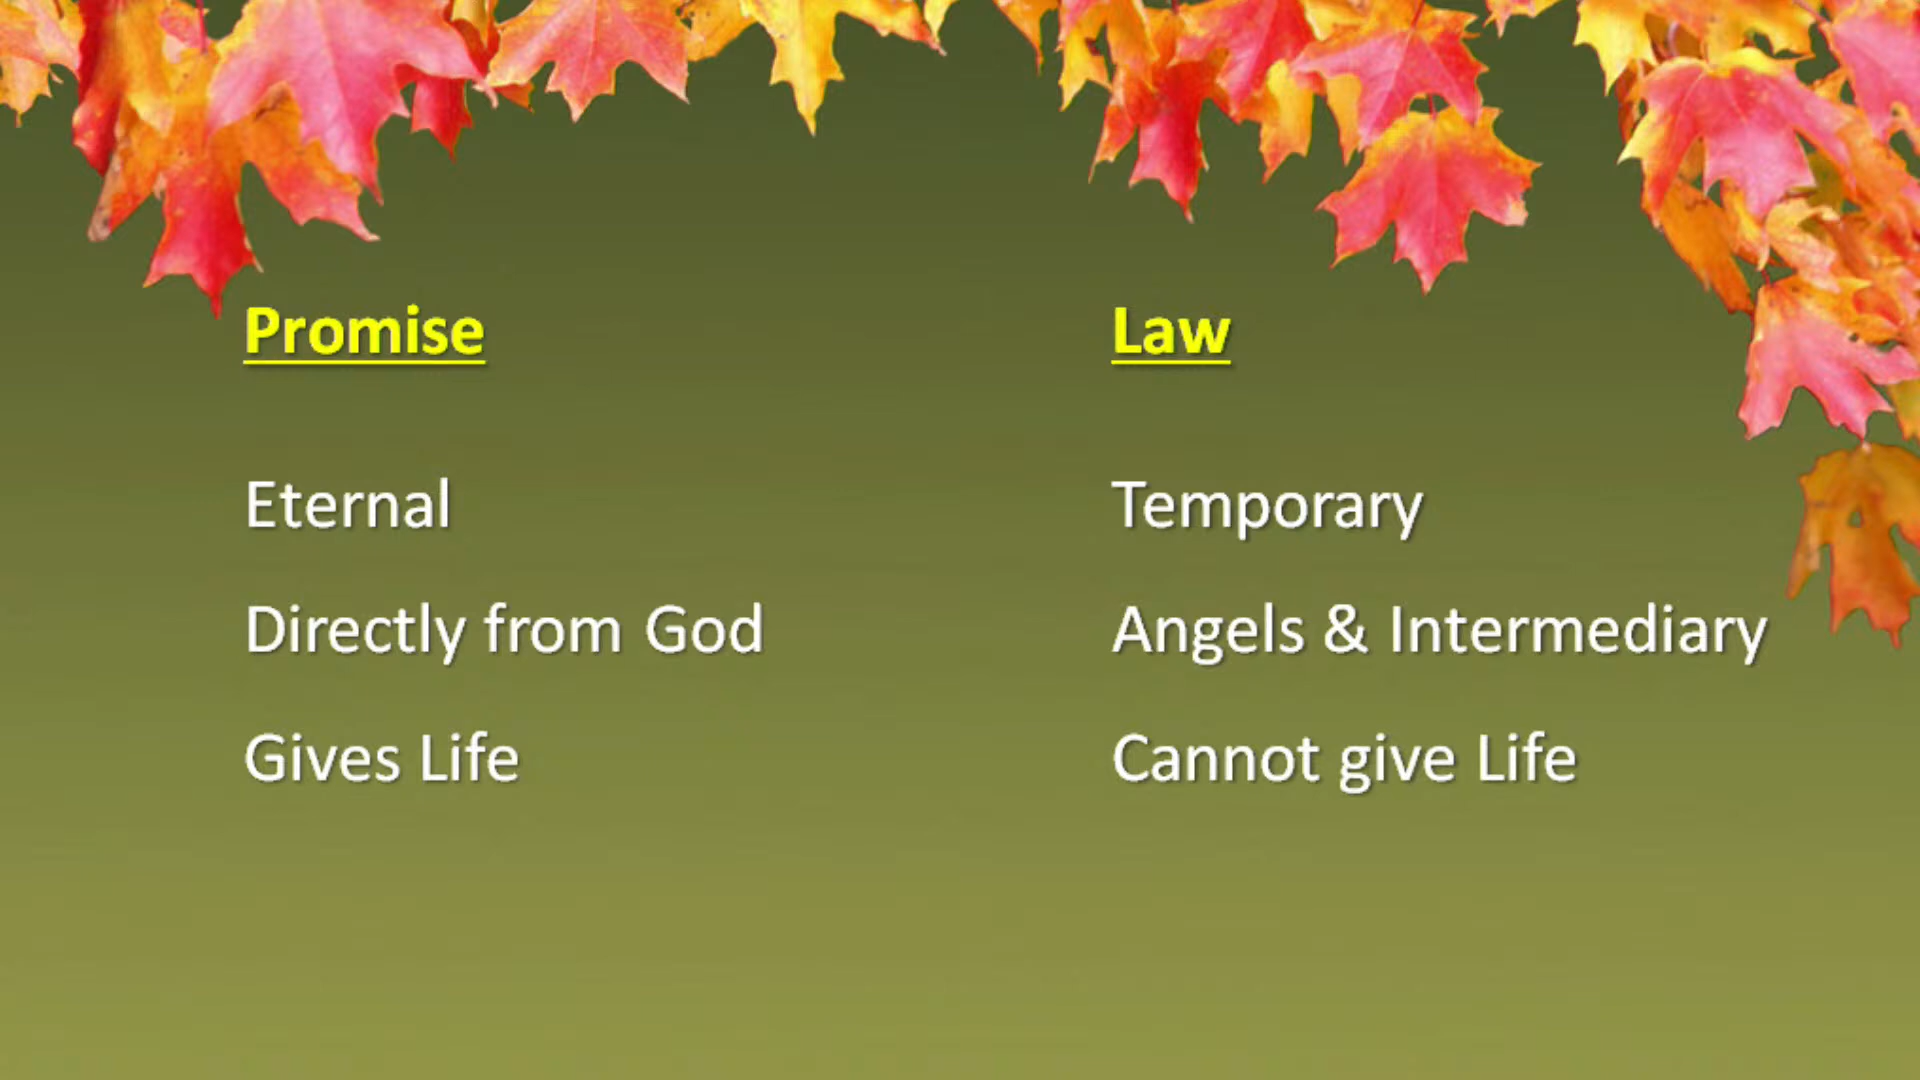 Promise
Law
Eternal
Temporary
Directly from God
Angels & Intermediary
Gives Life
Cannot give Life